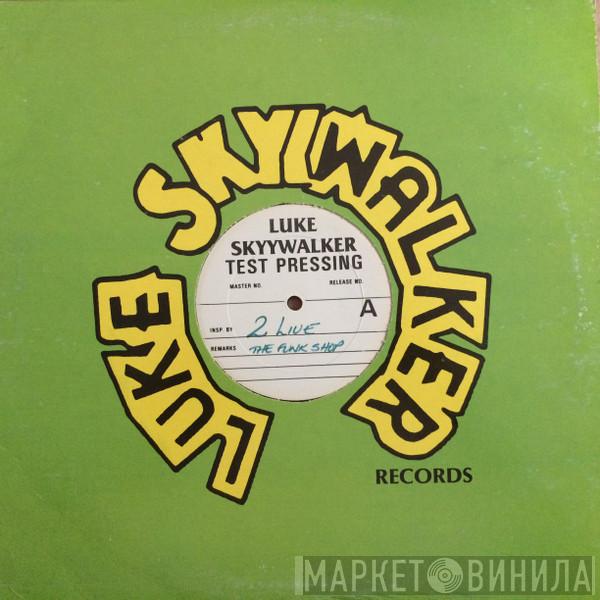 LUKE SKYYWALKER
RECORDS
LUKE
SKYYWALKER
TEST PRESSING
MASTER NO.
RELEASE NO.
A
INSP. BY 2 LIVE
REMARKS THE FUNK SHOP
МАРКЕТ ВИНИЛА